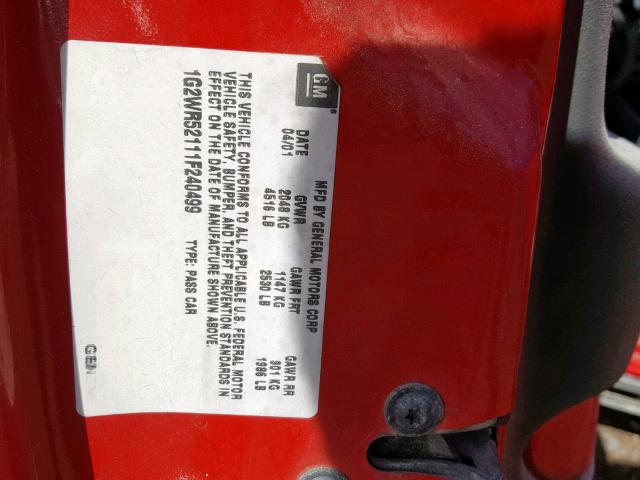 GM
MFD BY GENERAL MOTORS CORP
DATE GVWR GAWR FRT GAWR RR
04/01 2048 KG 1147 KG 901 KG
4516 LB 2530 LB 1986 LB
THIS VEHICLE CONFORMS TO ALL APPLICABLE U.S. FEDERAL MOTOR
VEHICLE SAFETY, BUMPER, AND THEFT PREVENTION STANDARDS IN
EFFECT ON THE DATE OF MANUFACTURE SHOWN ABOVE.
1G2WR52111F240499 TYPE: PASS CAR